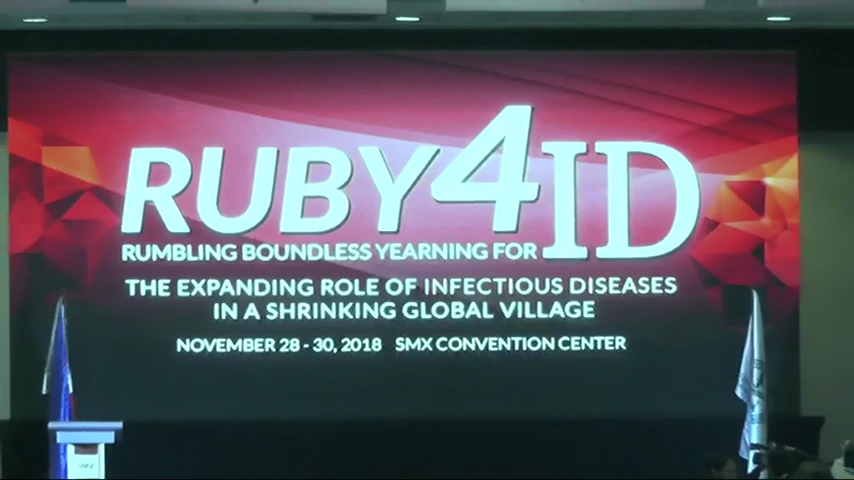 RUBY4ID
RUMBLING BOUNDLESS YEARNING FOR
THE EXPANDING ROLE OF INFECTIOUS DISEASES
IN A SHRINKING GLOBAL VILLAGE
NOVEMBER 28 - 30, 2018 SMX CONVENTION CENTER